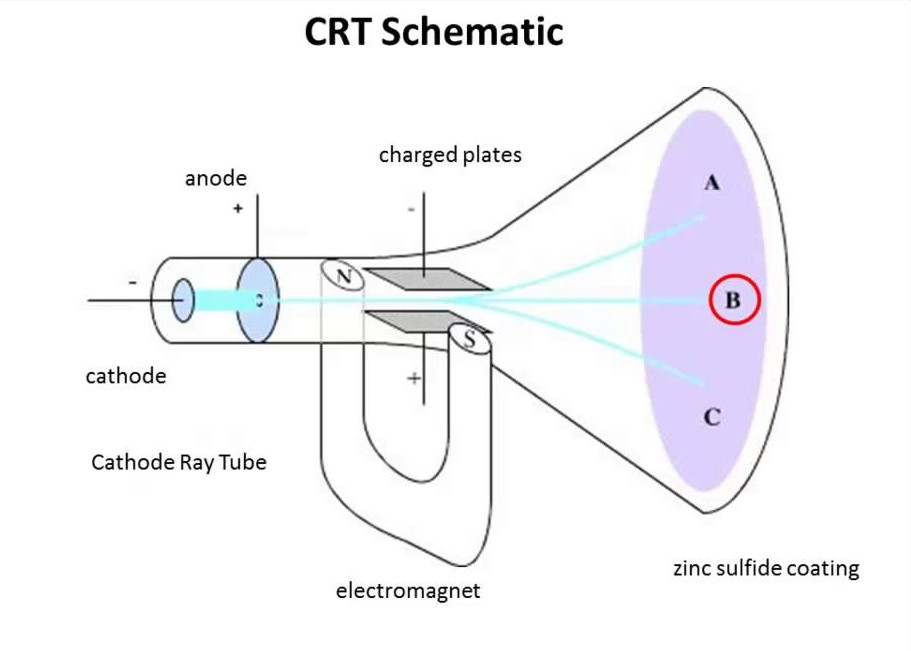 CRT Schematic
charged plates
anode
+
-
A
-
N
B
S
cathode
+
C
Cathode Ray Tube
zinc sulfide coating
electromagnet